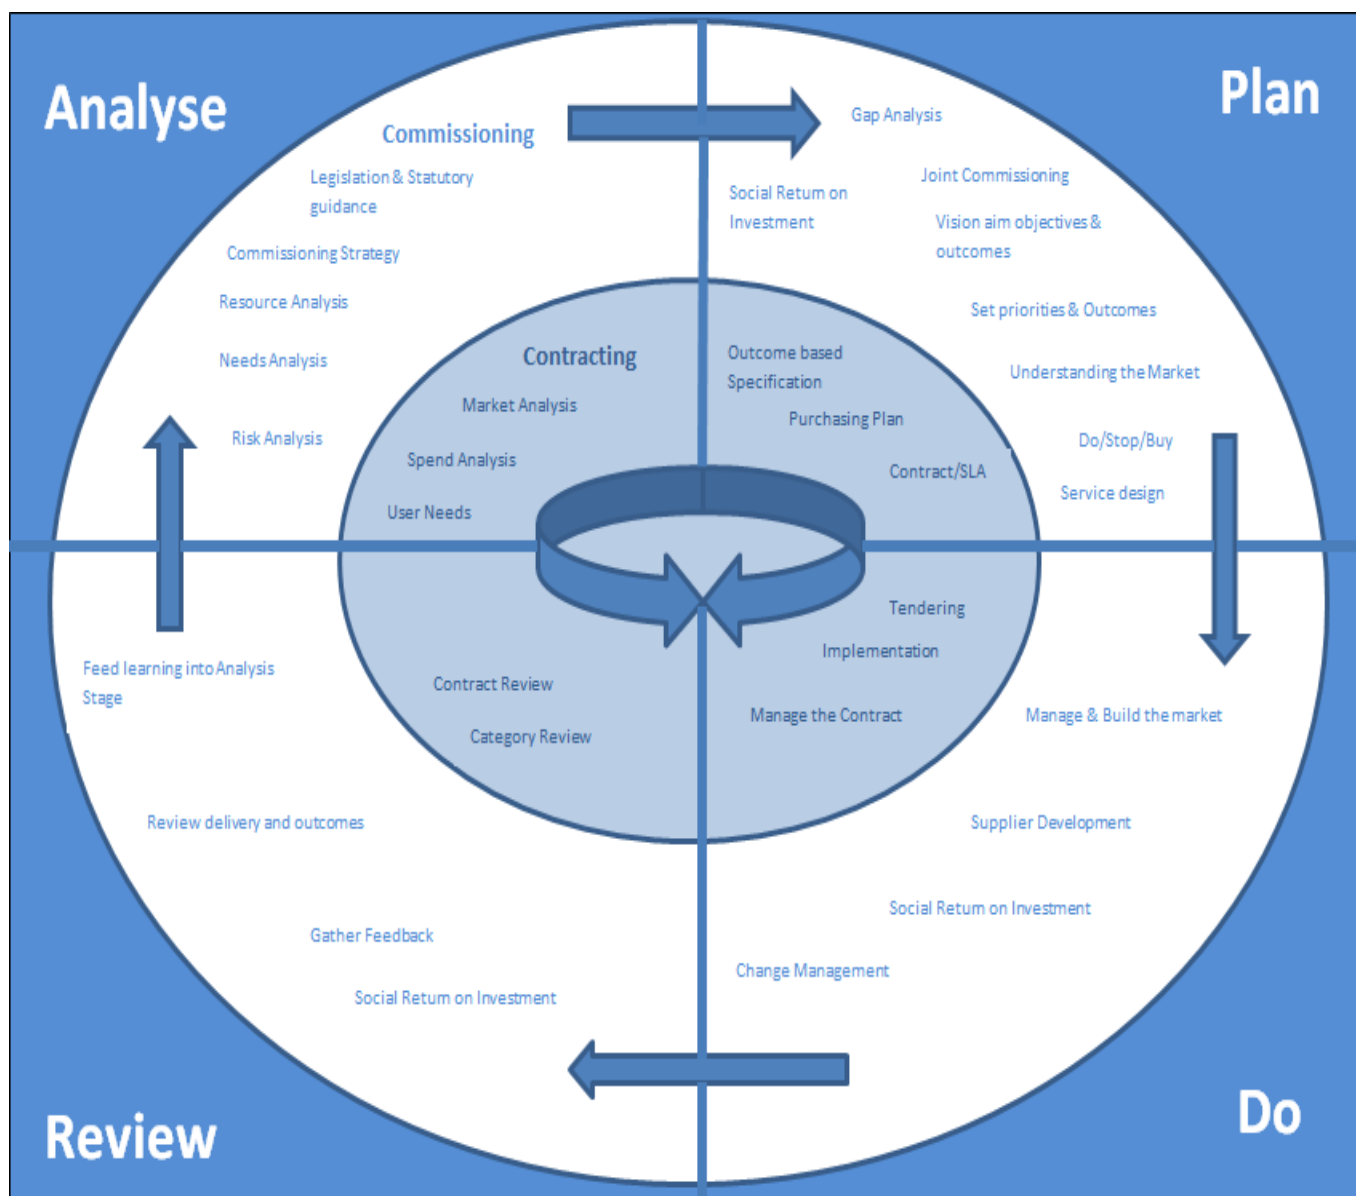 Analyse
Commissioning
Legislation & Statutory
guidance
Commissioning Strategy
Resource Analysis
Needs Analysis
Risk Analysis
Contracting
Market Analysis
Spend Analysis
User Needs
Plan
Gap Analysis
Joint Commissioning
Social Return on
Investment
Vision aim objectives &
outcomes
Set priorities & Outcomes
Understanding the Market
Do/Stop/Buy
Service design
Outcome based
Specification
Purchasing Plan
Contract/SLA
Tendering
Implementation
Manage the Contract
Manage & Build the market
Supplier Development
Social Return on Investment
Change Management
Do
Contract Review
Category Review
Feed learning into Analysis
Stage
Review delivery and outcomes
Gather Feedback
Social Return on Investment
Review